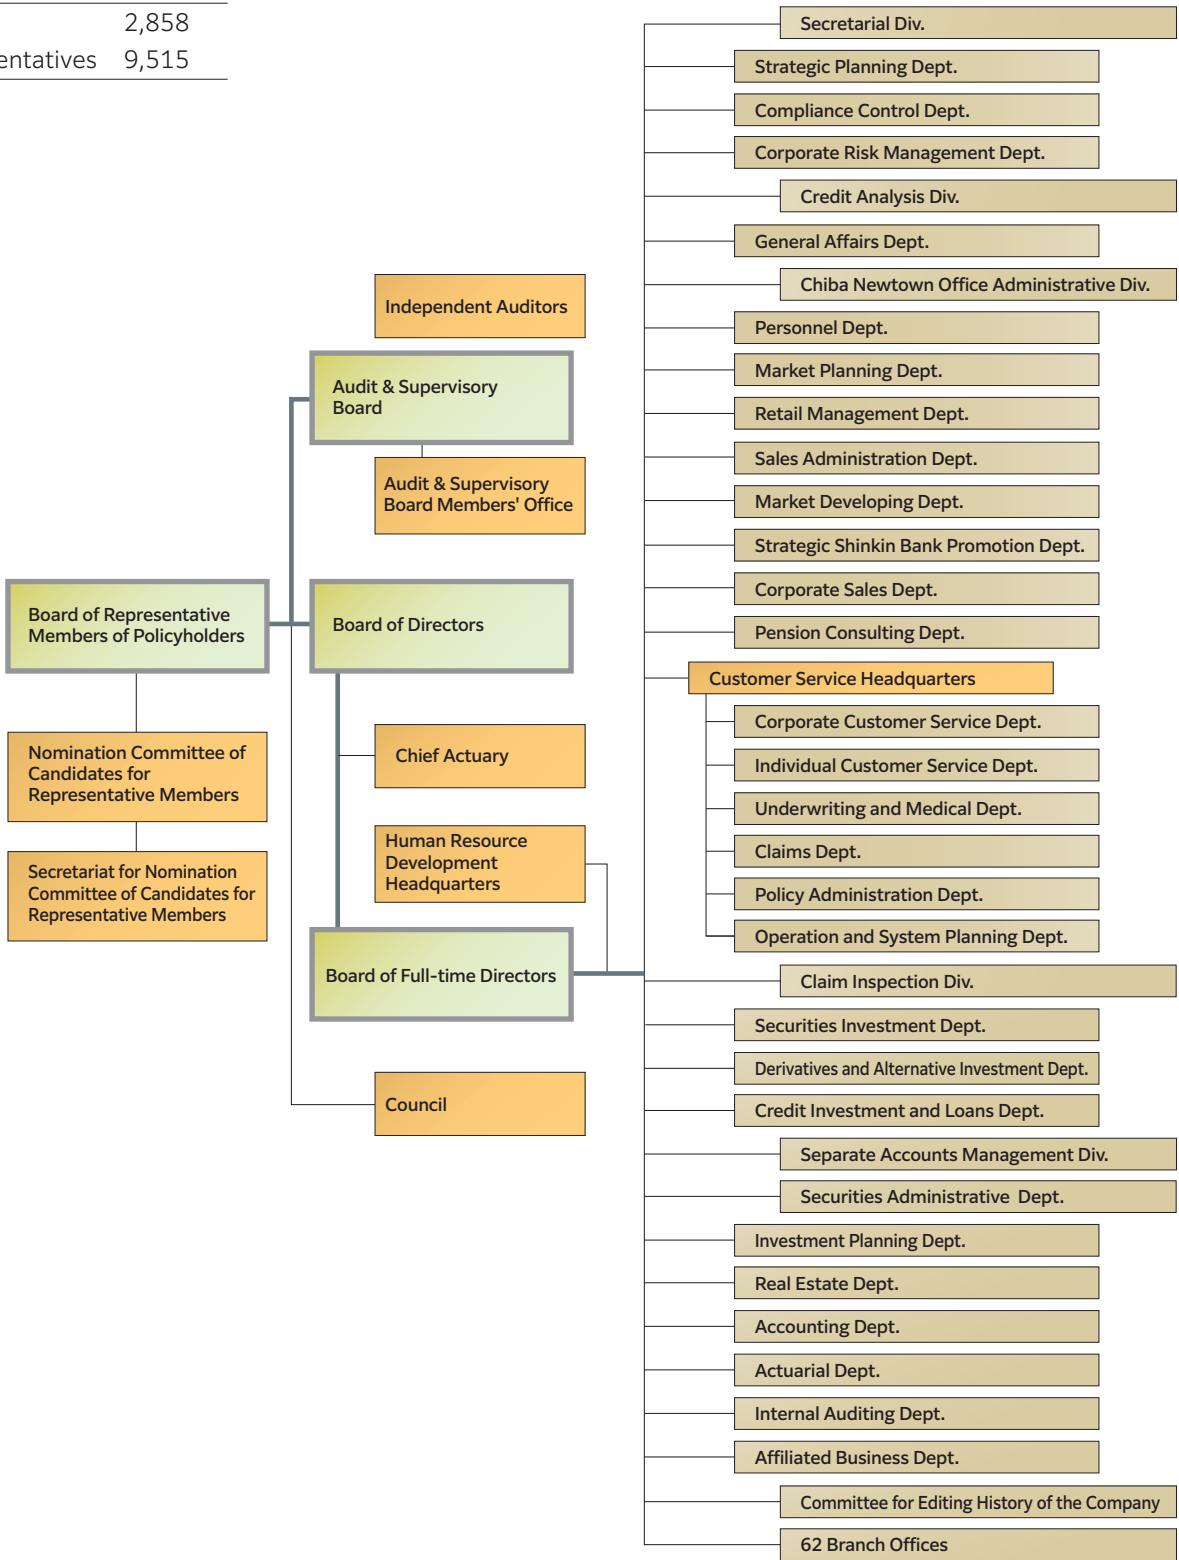 2,858
entatives 9,515
Secretarial Div.
Strategic Planning Dept.
Compliance Control Dept.
Corporate Risk Management Dept.
Credit Analysis Div.
General Affairs Dept.
Chiba Newtown Office Administrative Div.
Personnel Dept.
Market Planning Dept.
Retail Management Dept.
Sales Administration Dept.
Market Developing Dept.
Strategic Shinkin Bank Promotion Dept.
Corporate Sales Dept.
Pension Consulting Dept.
Customer Service Headquarters
Corporate Customer Service Dept.
Individual Customer Service Dept.
Underwriting and Medical Dept.
Claims Dept.
Policy Administration Dept.
Operation and System Planning Dept.
Claim Inspection Div.
Securities Investment Dept.
Derivatives and Alternative Investment Dept.
Credit Investment and Loans Dept.
Separate Accounts Management Div.
Securities Administrative Dept.
Investment Planning Dept.
Real Estate Dept.
Accounting Dept.
Actuarial Dept.
Internal Auditing Dept.
Affiliated Business Dept.
Committee for Editing History of the Company
62 Branch Offices
Independent Auditors
Audit & Supervisory
Board
Audit & Supervisory
Board Members' Office
Board of Representative
Members of Policyholders
Board of Directors
Nomination Committee of
Candidates for
Representative Members
Secretariat for Nomination
Committee of Candidates for
Representative Members
Chief Actuary
Human Resource
Development
Headquarters
Board of Full-time Directors
Council